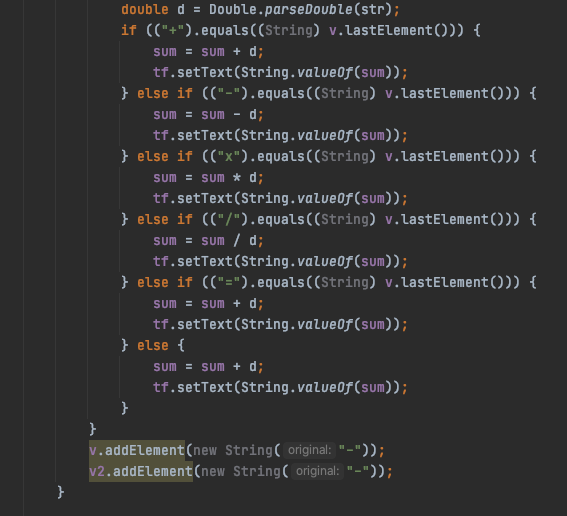 double d = Double.parseDouble(str);
if (("+").equals((String) v.lastElement())) {
sum = sum + d;
tf.setText(String.valueOf(sum));
} else if (("-").equals((String) v.lastElement())) {
sum = sum - d;
tf.setText(String.valueOf(sum));
} else if (("x").equals((String) v.lastElement())) {
sum = sum * d;
tf.setText(String.valueOf(sum));
} else if (("/").equals((String) v.lastElement())) {
sum = sum / d;
tf.setText(String.valueOf(sum));
} else if (("=").equals((String) v.lastElement())) {
sum = sum + d;
tf.setText(String.valueOf(sum));
} else {
sum = sum + d;
tf.setText(String.valueOf(sum));
}
}
v.addElement(new String( original: "-"));
v2.addElement(new String( original: "-"));
}